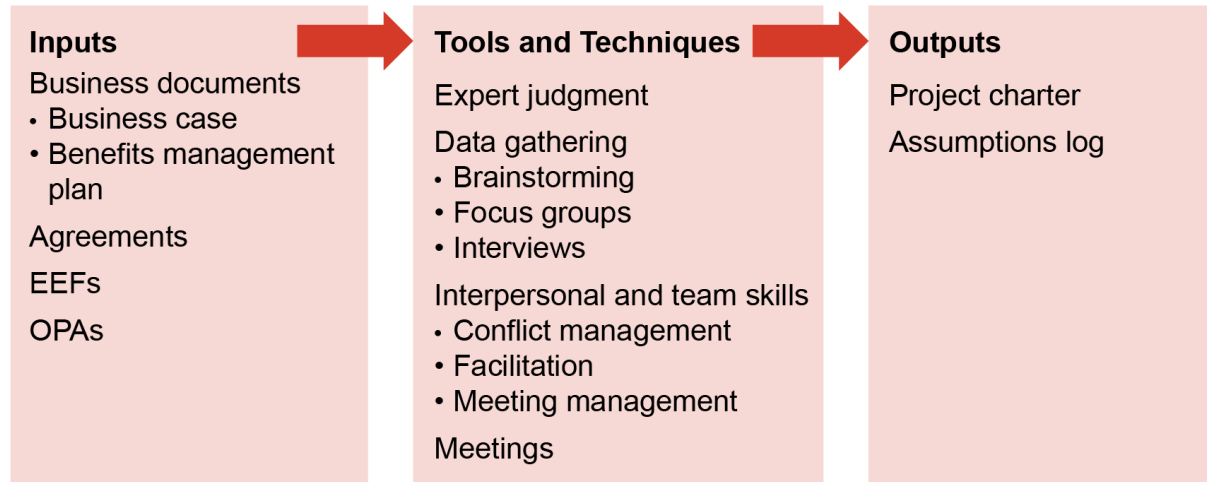 Inputs
Business documents
• Business case
• Benefits management
plan
Agreements
EEFs
OPAs
Tools and Techniques
Expert judgment
Data gathering
• Brainstorming
• Focus groups
• Interviews
Interpersonal and team skills
• Conflict management
• Facilitation
• Meeting management
Meetings
Outputs
Project charter
Assumptions log